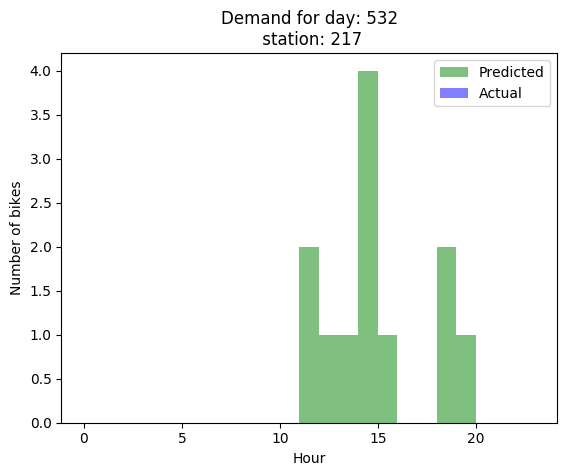 Demand for day: 532
station: 217
Predicted
Actual
4.0
3.5
3.0
2.5
2.0
1.5
1.0
0.5
0.0
Number of bikes
0 5 10 15 20
Hour